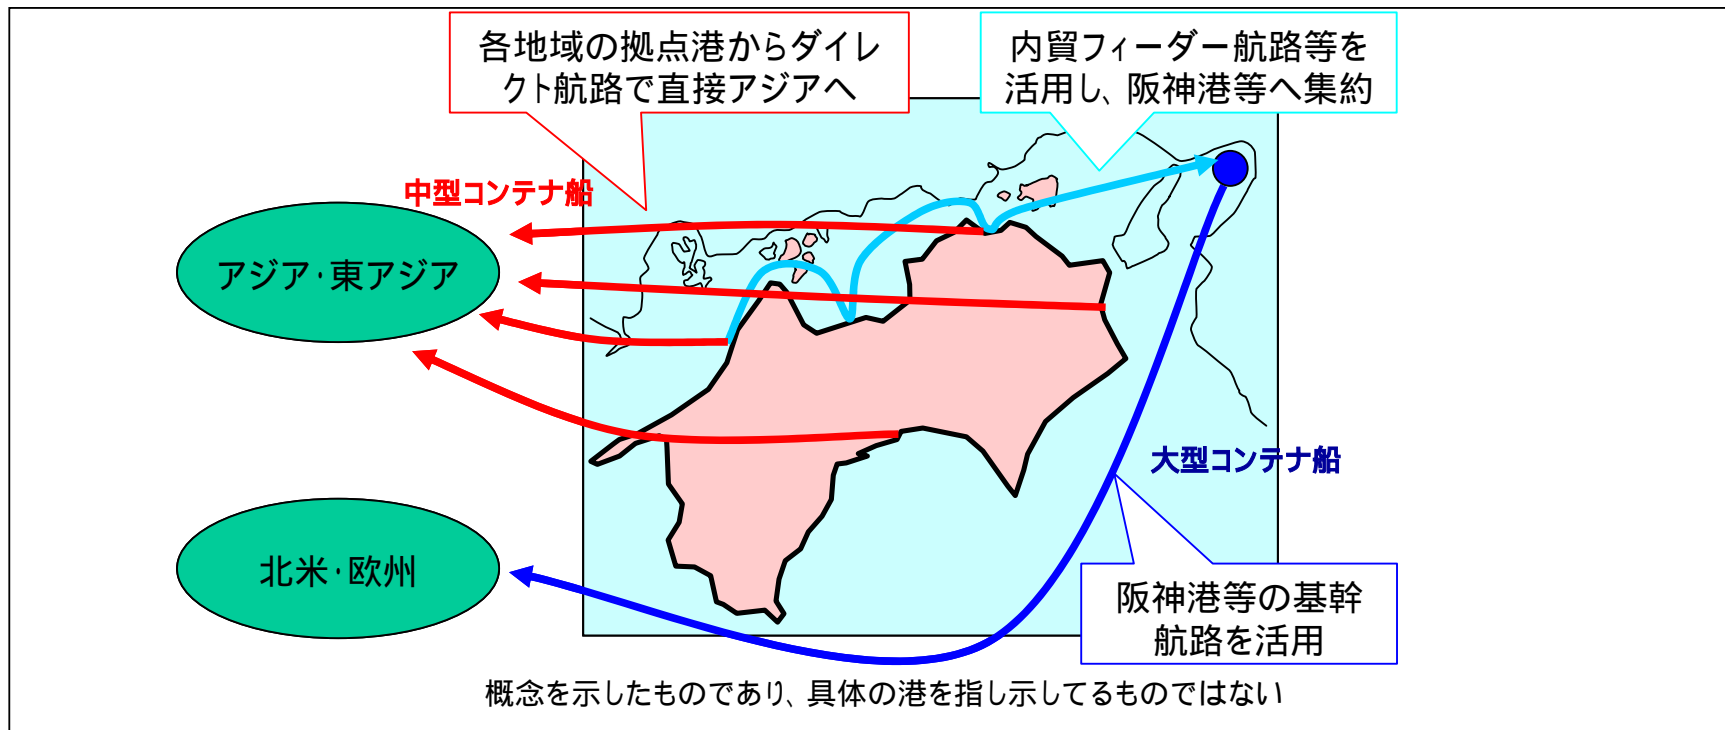 各地域の拠点港からダイレ
クト航路で直接アジアへ
内貿フィーダー航路等を
活用し、阪神港等へ集約
中型コンテナ船
アジア・東アジア
大型コンテナ船
北米・欧州
阪神港等の基幹
航路を活用
概念を示したものであり、具体の港を指し示してるものではない